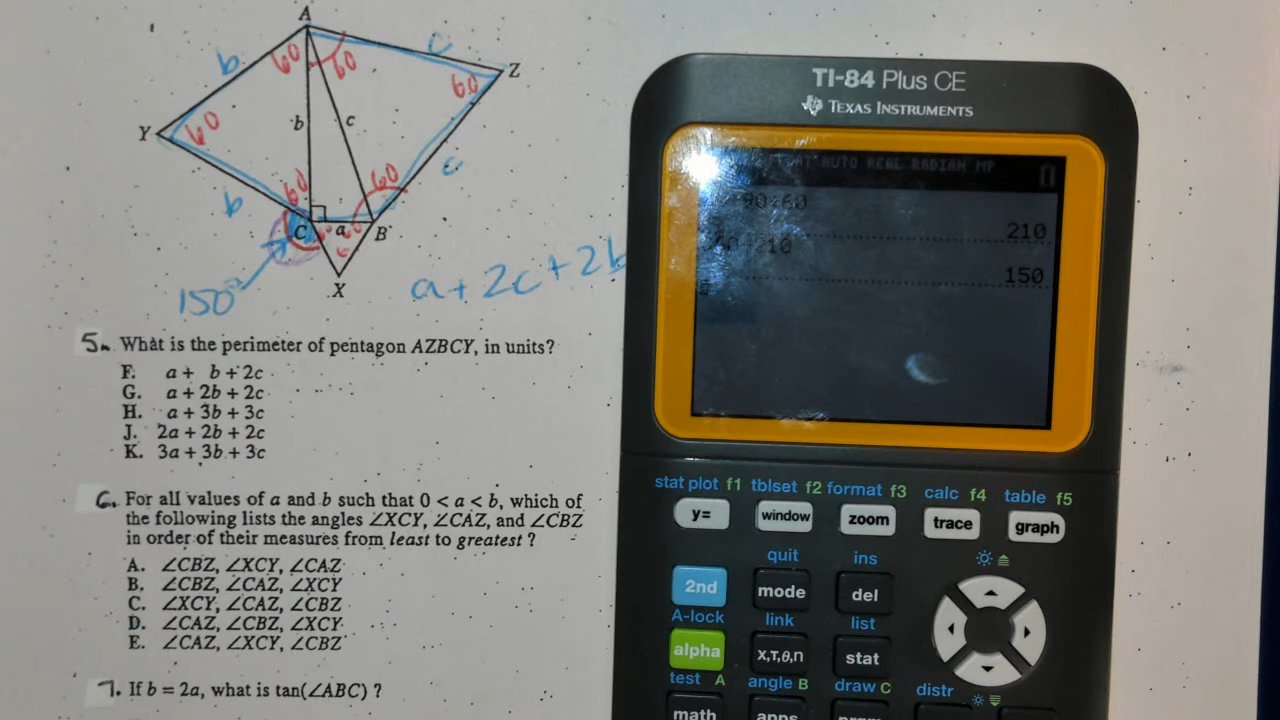 A
b
60
60
c
Z
60
Y
60
b
c
60
60
c
b
C
a
B
60
X
150°
a+2c+2b
5. What is the perimeter of pentagon AZBCY, in units?
F. a + b + 2c
G. a + 2b + 2c
H. a + 3b + 3c
J. 2a + 2b + 2c
K. 3a + 3b + 3c
6. For all values of a and b such that 0 < a < b, which of
the following lists the angles ∠XCY, ∠CAZ, and ∠CBZ
in order of their measures from least to greatest ?
A. ∠CBZ, ∠XCY, ∠CAZ
B. ∠CBZ, ∠CAZ, ∠XCY
C. ∠XCY, ∠CAZ, ∠CBZ
D. ∠CAZ, ∠CBZ, ∠XCY
E. ∠CAZ, ∠XCY, ∠CBZ
7. If b = 2a, what is tan(∠ABC) ?
TI-84 Plus CE
TEXAS INSTRUMENTS
AUTO REAL RADIAN MP
90+60
210
210
150
stat plot f1 tblset f2 format f3 calc f4 table f5
y= window zoom trace graph
quit ins
2nd mode del
A-lock link list
alpha X,T,θ,n stat
test A angle B draw C distr
math apps prgm